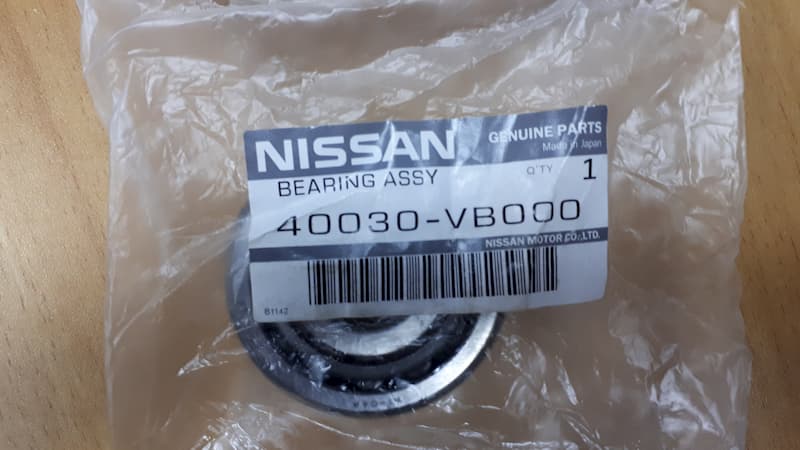 NISSAN
GENUINE PARTS
Made in Japan
BEARING ASSY
Q'TY 1
40030-VB000
NISSAN MOTOR CO.,LTD.
B1142